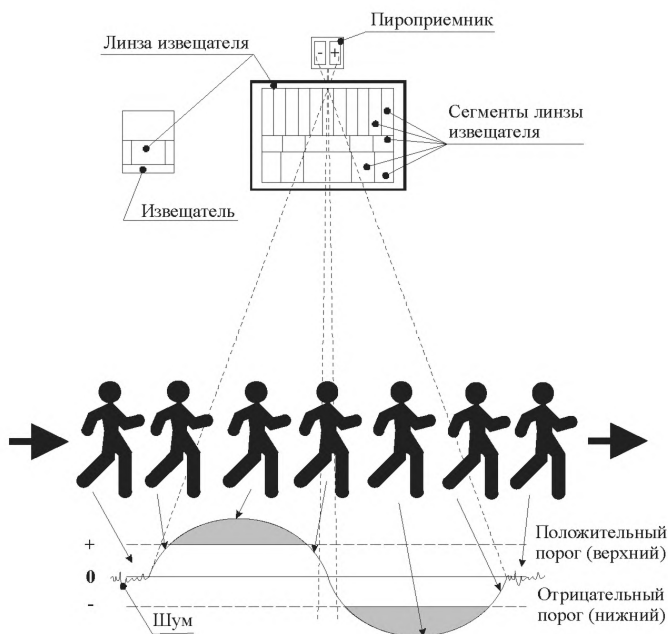 Пироприемник
Линза извещателя
- +
Сегменты линзы
извещателя
Извещатель
+
Положительный
порог (верхний)
0
-
Отрицательный
порог (нижний)
Шум